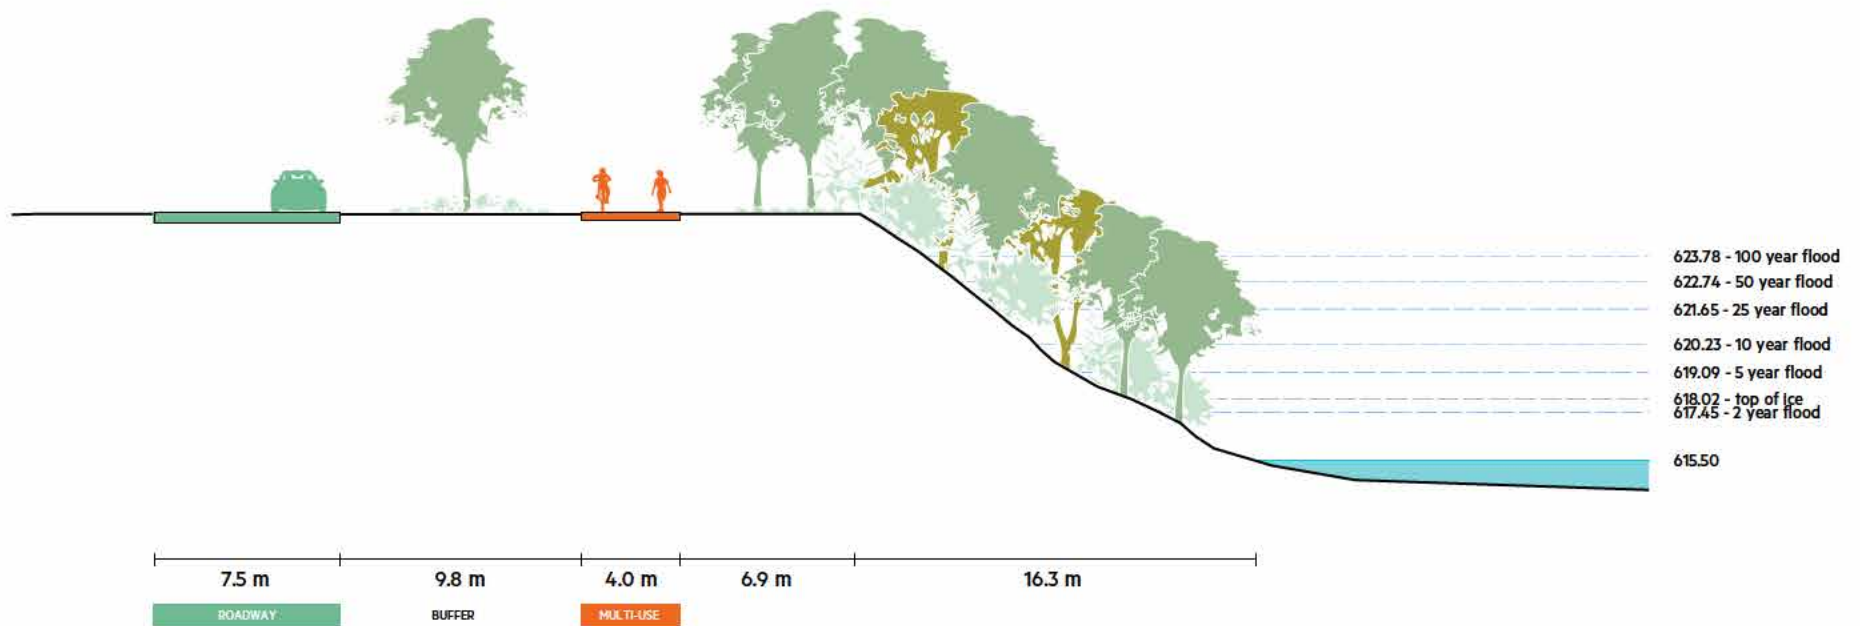 623.78 - 100 year flood
622.74 - 50 year flood
621.65 - 25 year flood
620.23 - 10 year flood
619.09 - 5 year flood
618.02 - top of ice
617.45 - 2 year flood
615.50
7.5 m
9.8 m
4.0 m
6.9 m
16.3 m
ROADWAY
BUFFER
MULTI-USE